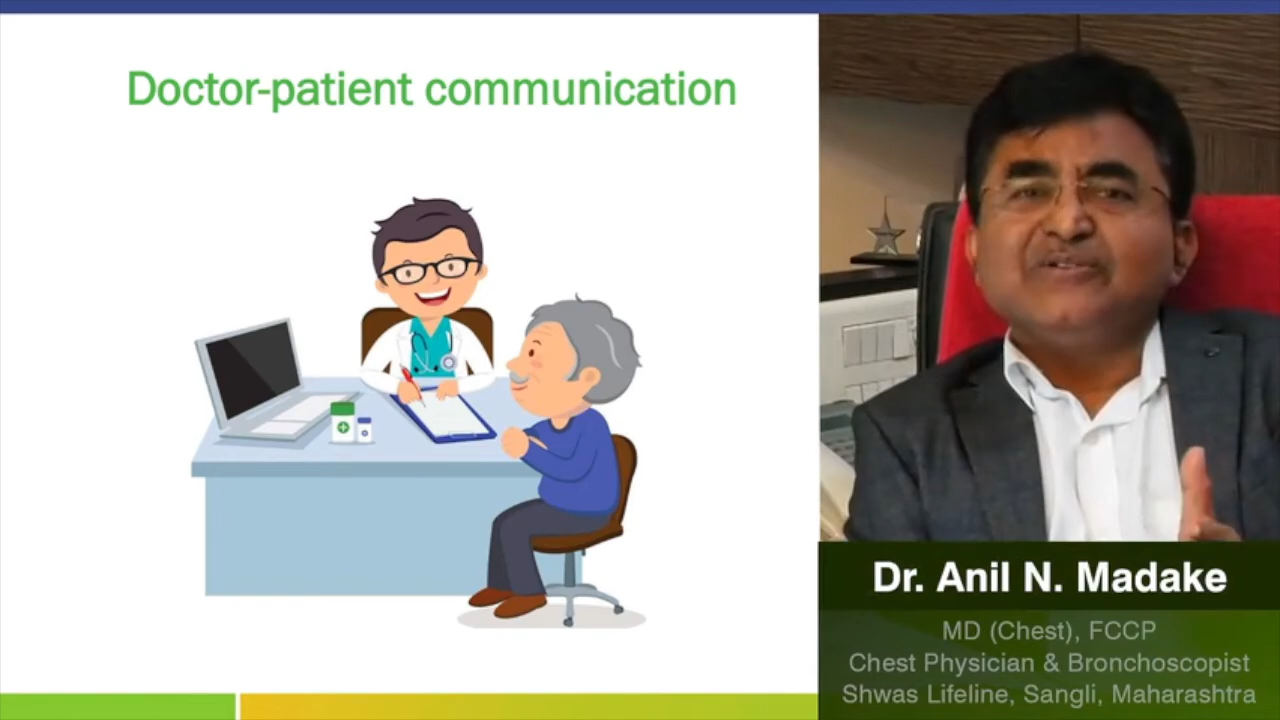 Doctor-patient communication
Dr. Anil N. Madake
MD (Chest), FCCP
Chest Physician & Bronchoscopist
Shwas Lifeline, Sangli, Maharashtra